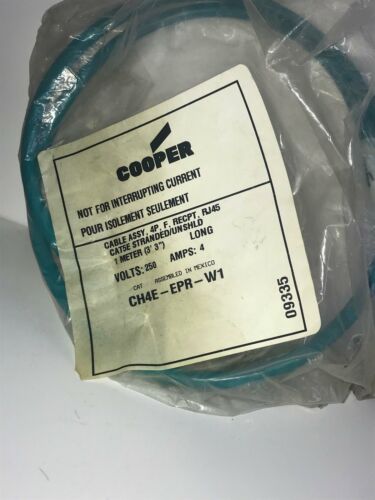 COOPER
NOT FOR INTERRUPTING CURRENT
POUR ISOLEMENT SEULEMENT
CABLE ASSY, 4P, F, RECPT, RJ45
CAT5E STRANDED/UNSHLD
1 METER (3' 3") LONG
VOLTS: 250 AMPS: 4
CAT ASSEMBLED IN MEXICO
CH4E-EPR-W1
09335